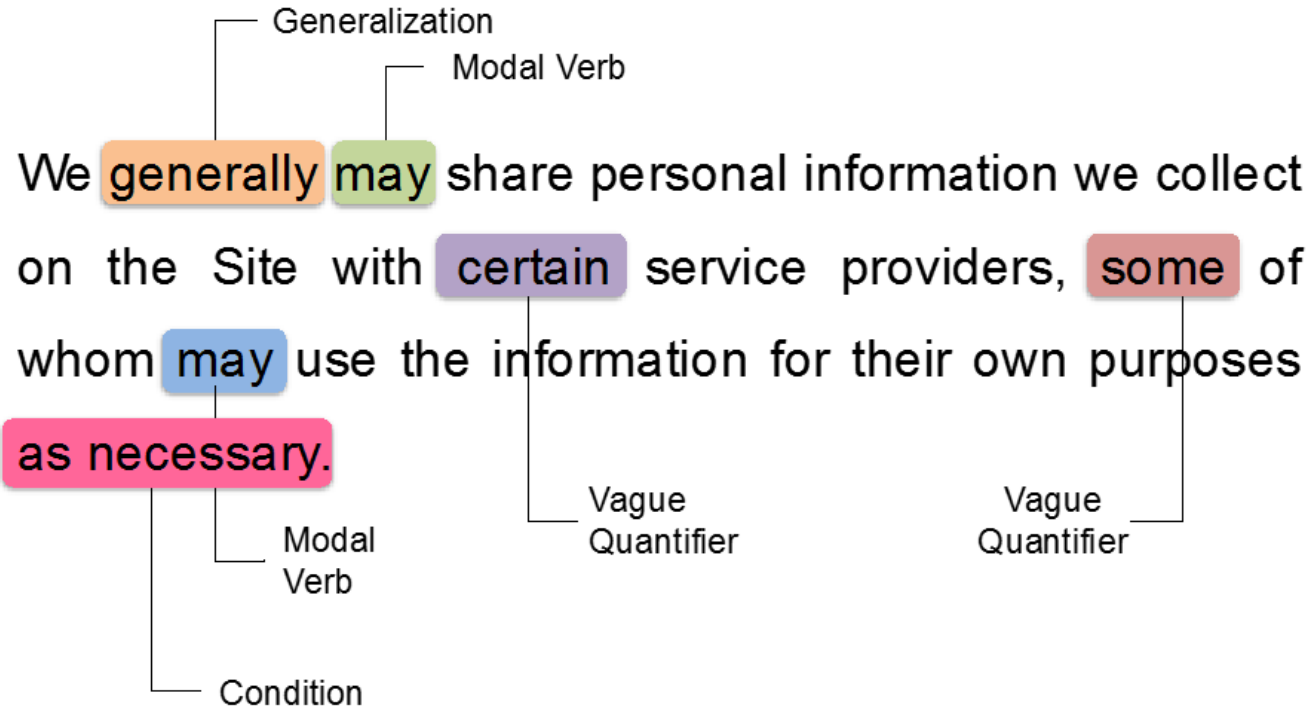 Generalization
Modal Verb
We generally may share personal information we collect
on the Site with certain service providers, some of
whom may use the information for their own purposes
as necessary.
Vague
Quantifier
Vague
Quantifier
Modal
Verb
Condition